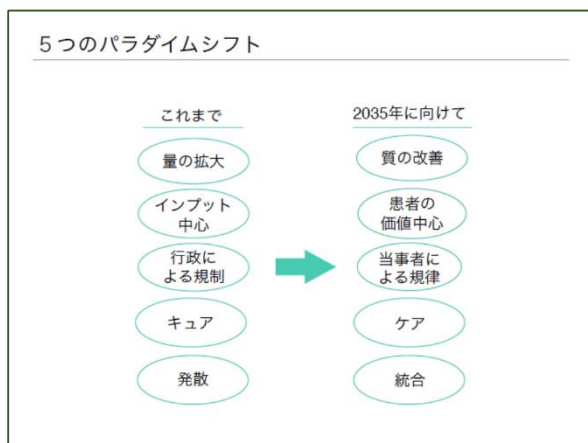 ５つのパラダイムシフト
これまで
量の拡大
インプット
中心
行政に
よる規制
キュア
発散
2035年に向けて
質の改善
患者の
価値中心
当事者に
よる規律
ケア
統合